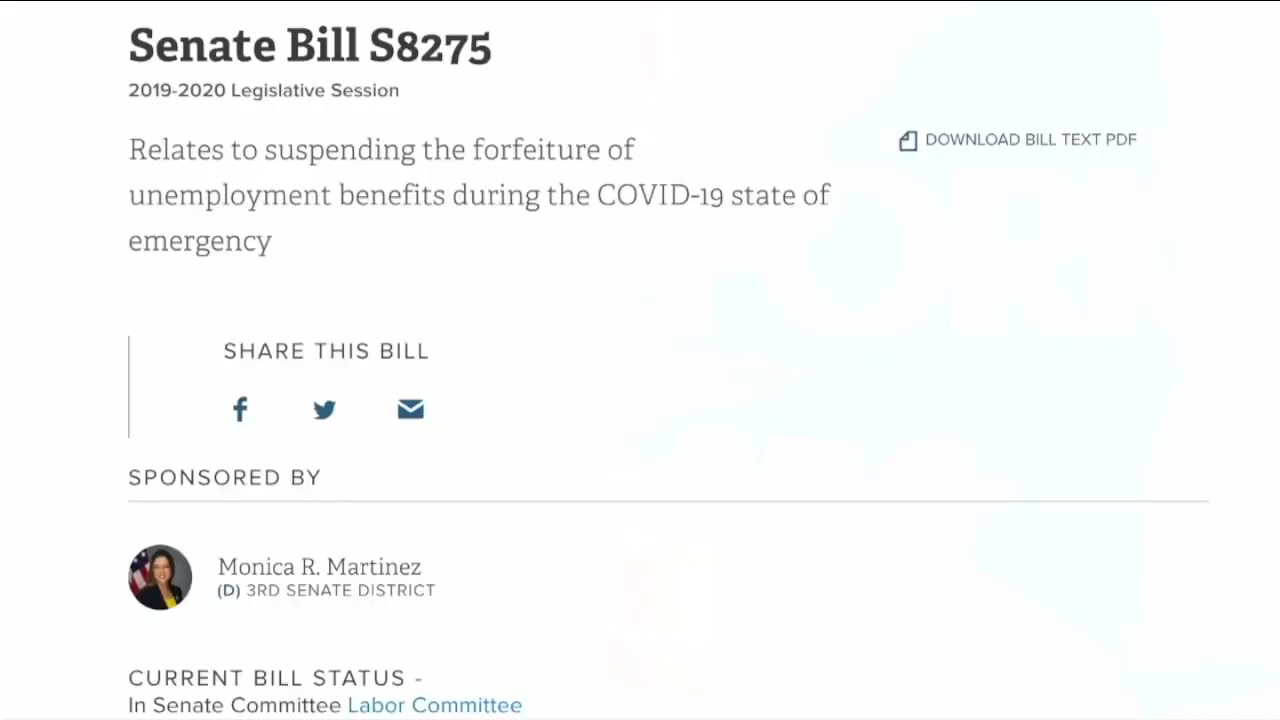 Senate Bill S8275
2019-2020 Legislative Session
Relates to suspending the forfeiture of
unemployment benefits during the COVID-19 state of
emergency
DOWNLOAD BILL TEXT PDF
SHARE THIS BILL
SPONSORED BY
Monica R. Martinez
(D) 3RD SENATE DISTRICT
CURRENT BILL STATUS -
In Senate Committee Labor Committee